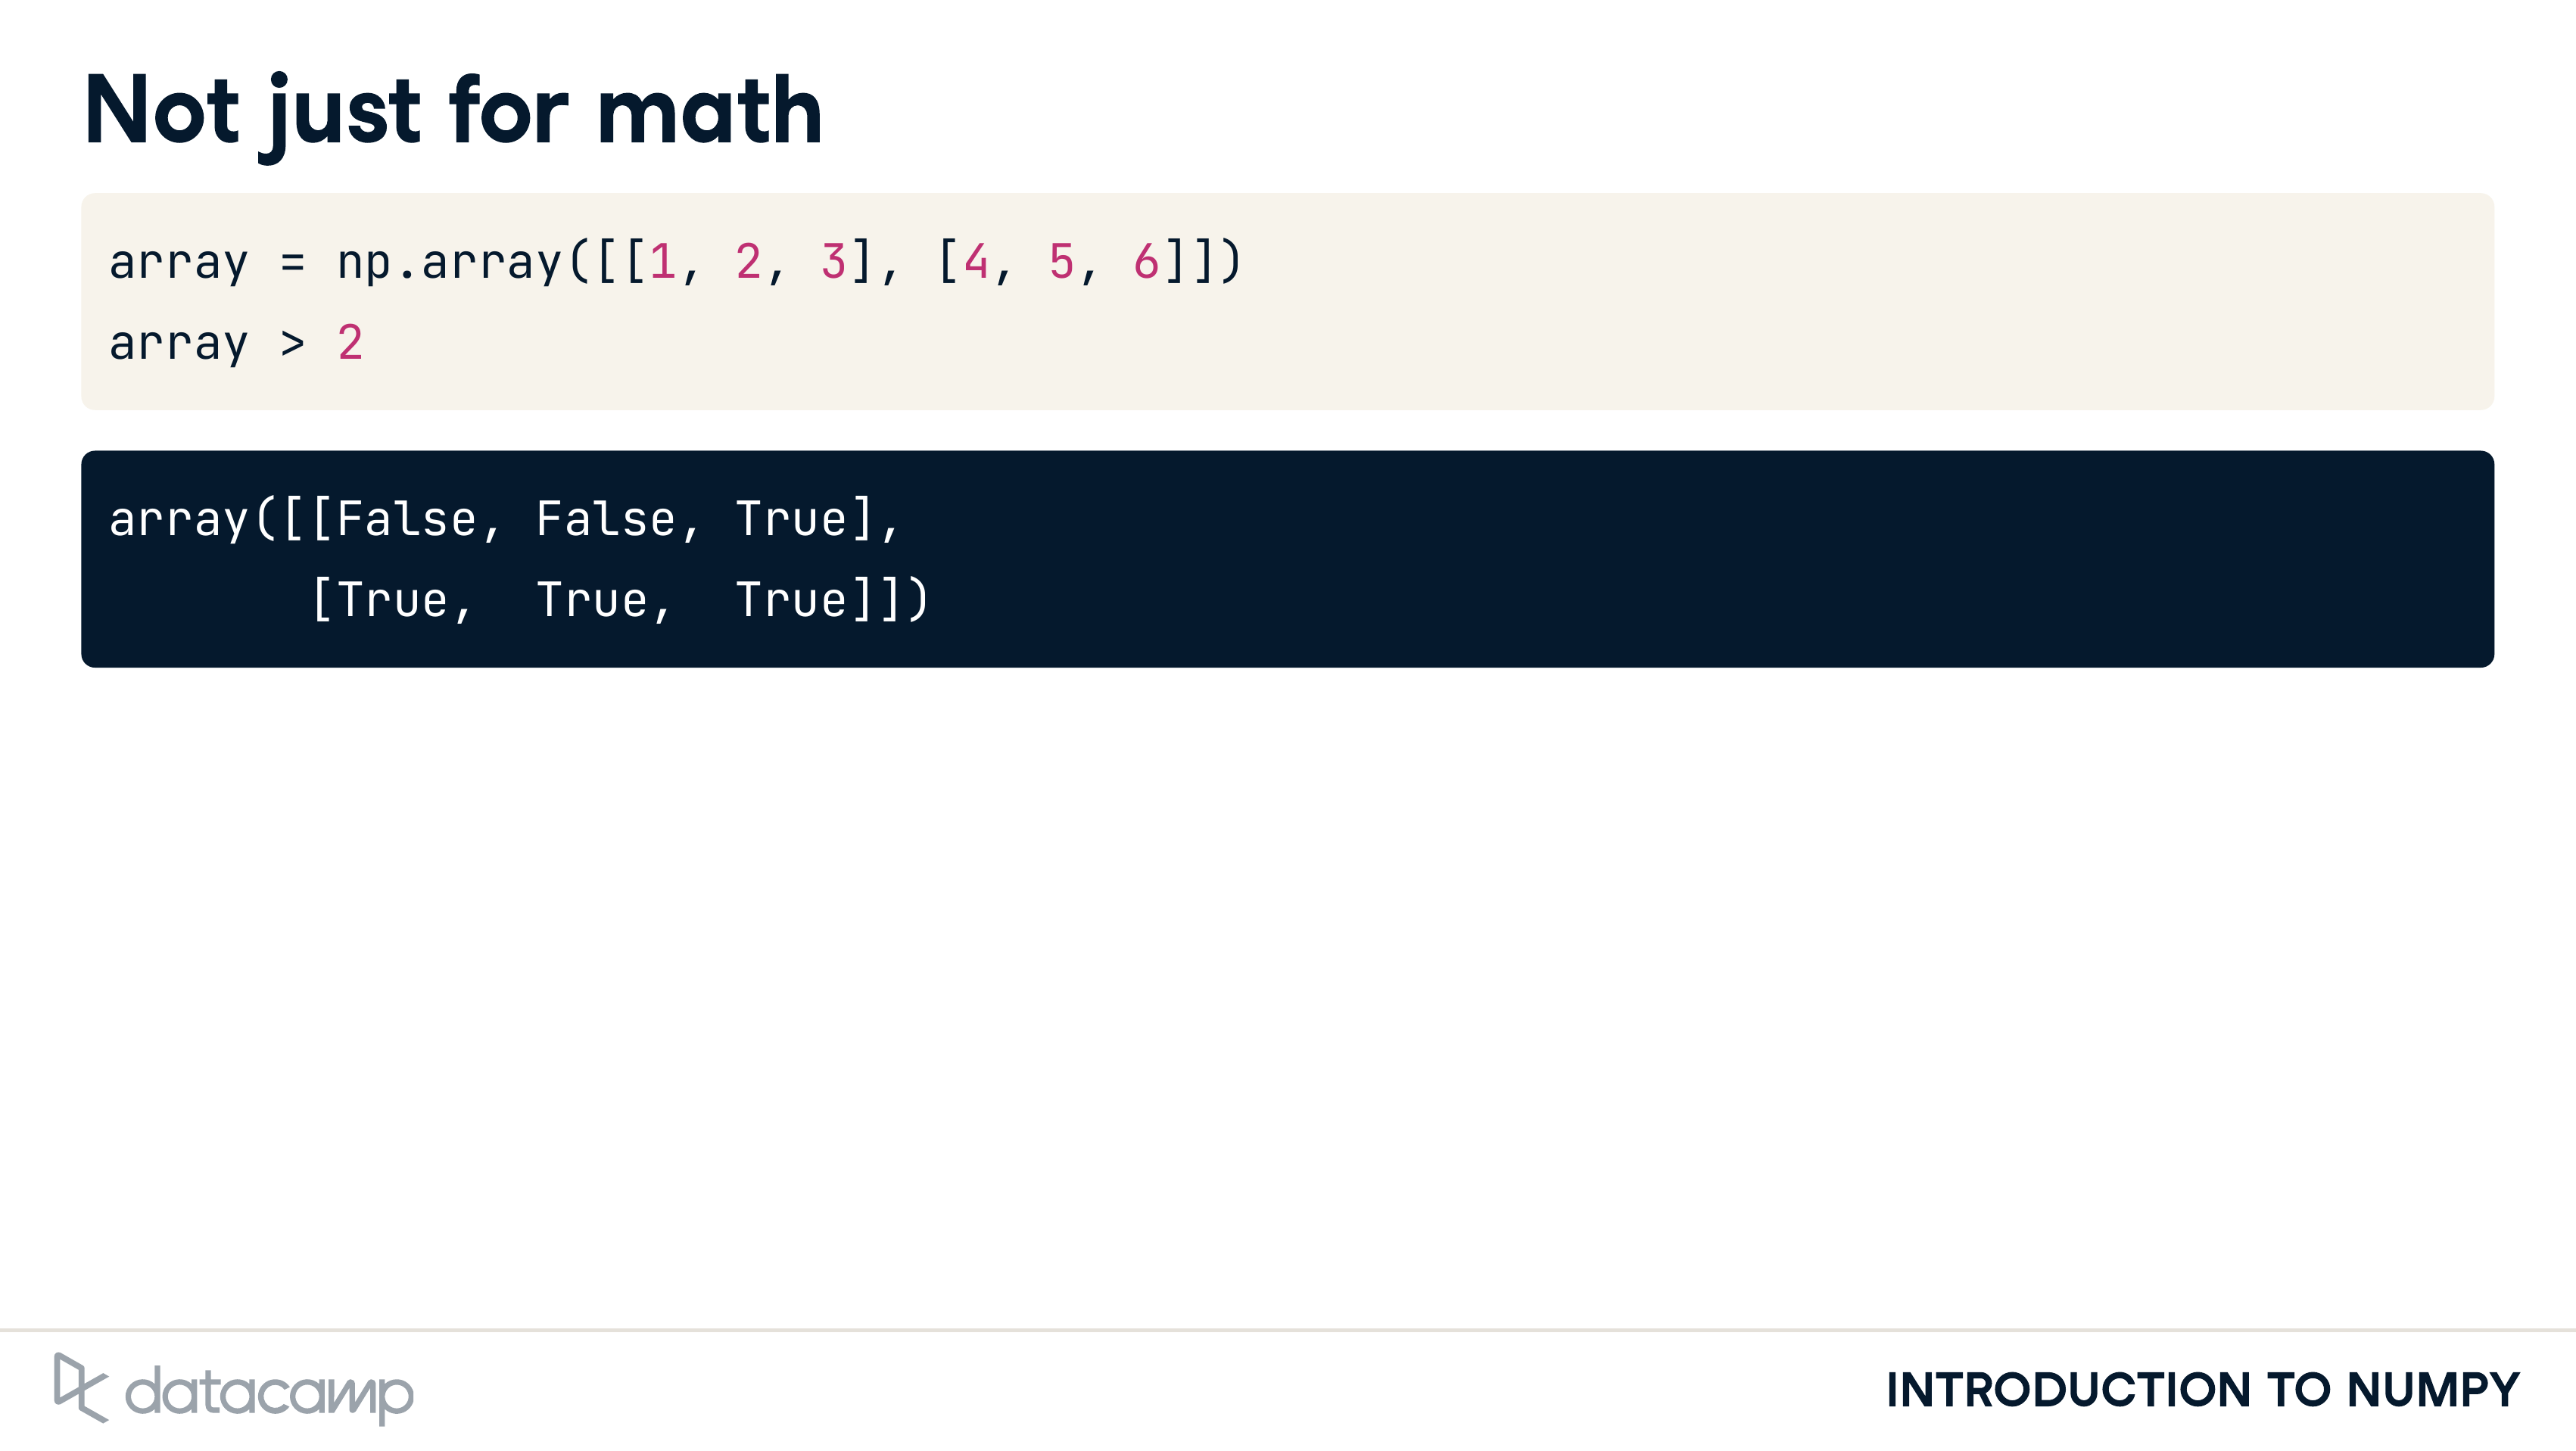 Not just for math
array = np.array([[1, 2, 3], [4, 5, 6]])
array > 2
array([[False, False, True],
       [True,  True,  True]])
datacamp
INTRODUCTION TO NUMPY